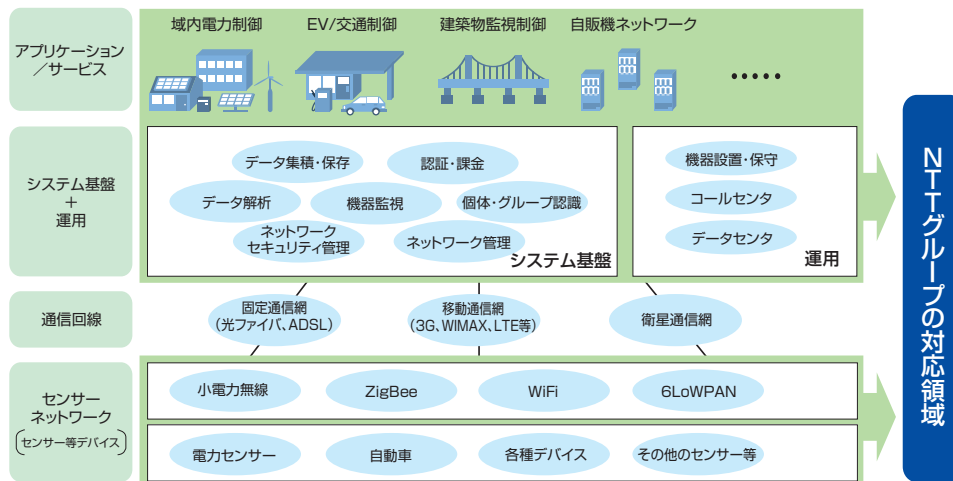 アプリケーション
／サービス
域内電力制御
EV/交通制御
建築物監視制御
自販機ネットワーク
•••••
システム基盤
＋
運用
データ集積・保存
認証・課金
データ解析
機器監視
個体・グループ認識
ネットワーク
セキュリティ管理
ネットワーク管理
システム基盤
機器設置・保守
コールセンタ
データセンタ
運用
通信回線
固定通信網
（光ファイバ、ADSL）
移動通信網
（3G、WIMAX、LTE等）
衛星通信網
センサー
ネットワーク
（センサー等デバイス）
小電力無線
ZigBee
WiFi
6LoWPAN
電力センサー
自動車
各種デバイス
その他のセンサー等
NTTグループの対応領域